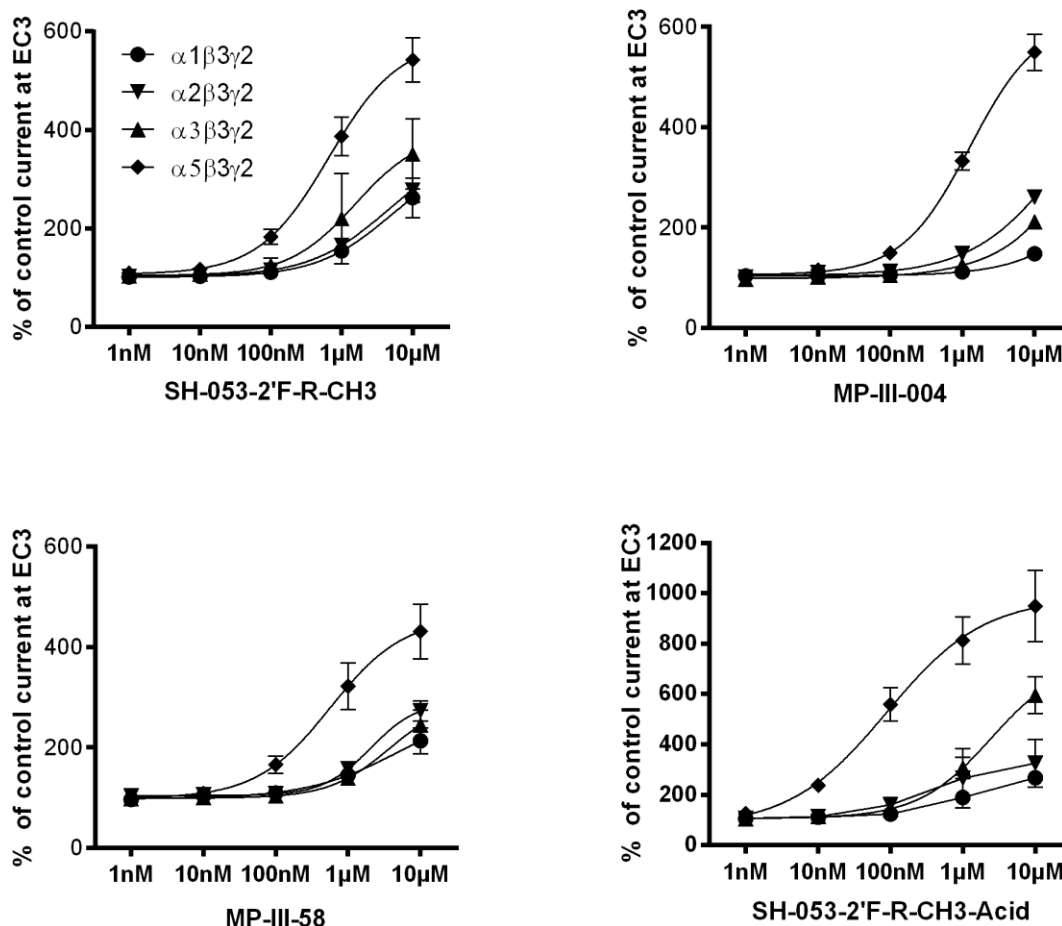 % of control current at EC3
600
400
200
0
α1β3γ2
α2β3γ2
α3β3γ2
α5β3γ2
1nM 10nM 100nM 1µM 10µM
SH-053-2'F-R-CH3
% of control current at EC3
600
400
200
0
1nM 10nM 100nM 1µM 10µM
MP-III-004
% of control current at EC3
600
400
200
0
1nM 10nM 100nM 1µM 10µM
MP-III-58
% of control current at EC3
1200
1000
800
600
400
200
0
1nM 10nM 100nM 1µM 10µM
SH-053-2'F-R-CH3-Acid